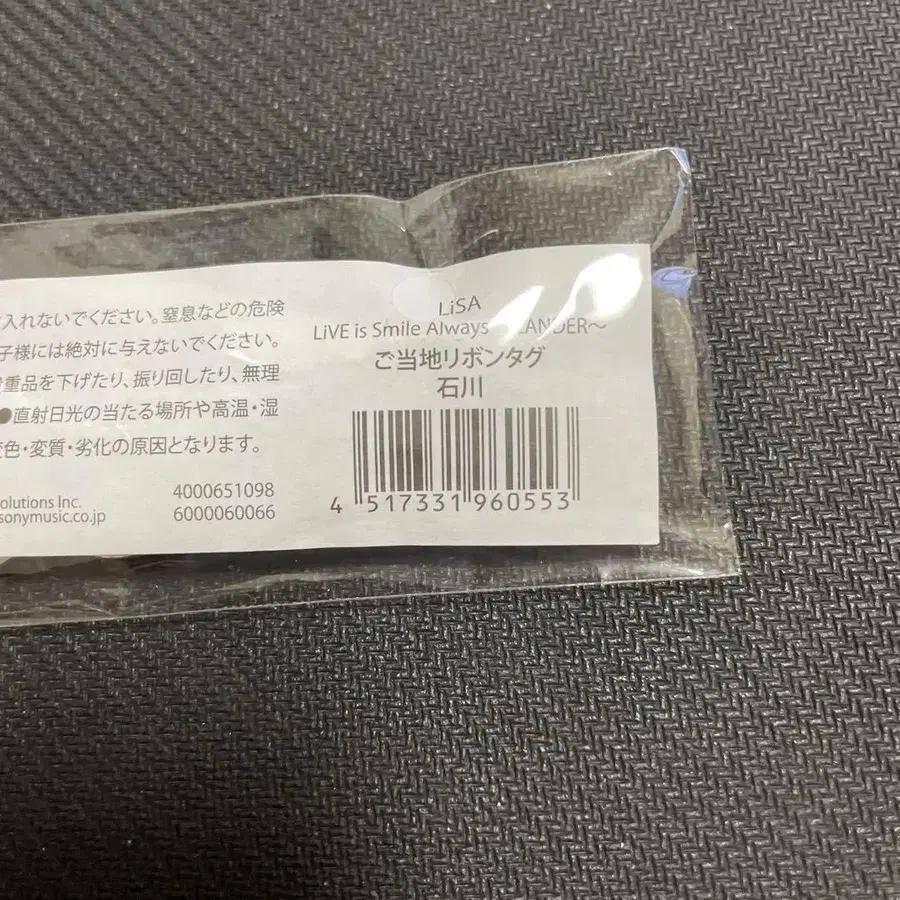 入れないでください。窒息などの危険
子様には絶対に与えないでください。
重品を下げたり、振り回したり、無理
●直射日光の当たる場所や高温・湿
色・変質・劣化の原因となります。
olutions Inc.
sonymusic.co.jp
4000651098
6000060066
LiSA
LiVE is Smile Always LANDER～
ご当地リボンタグ
石川
4 517331 960553